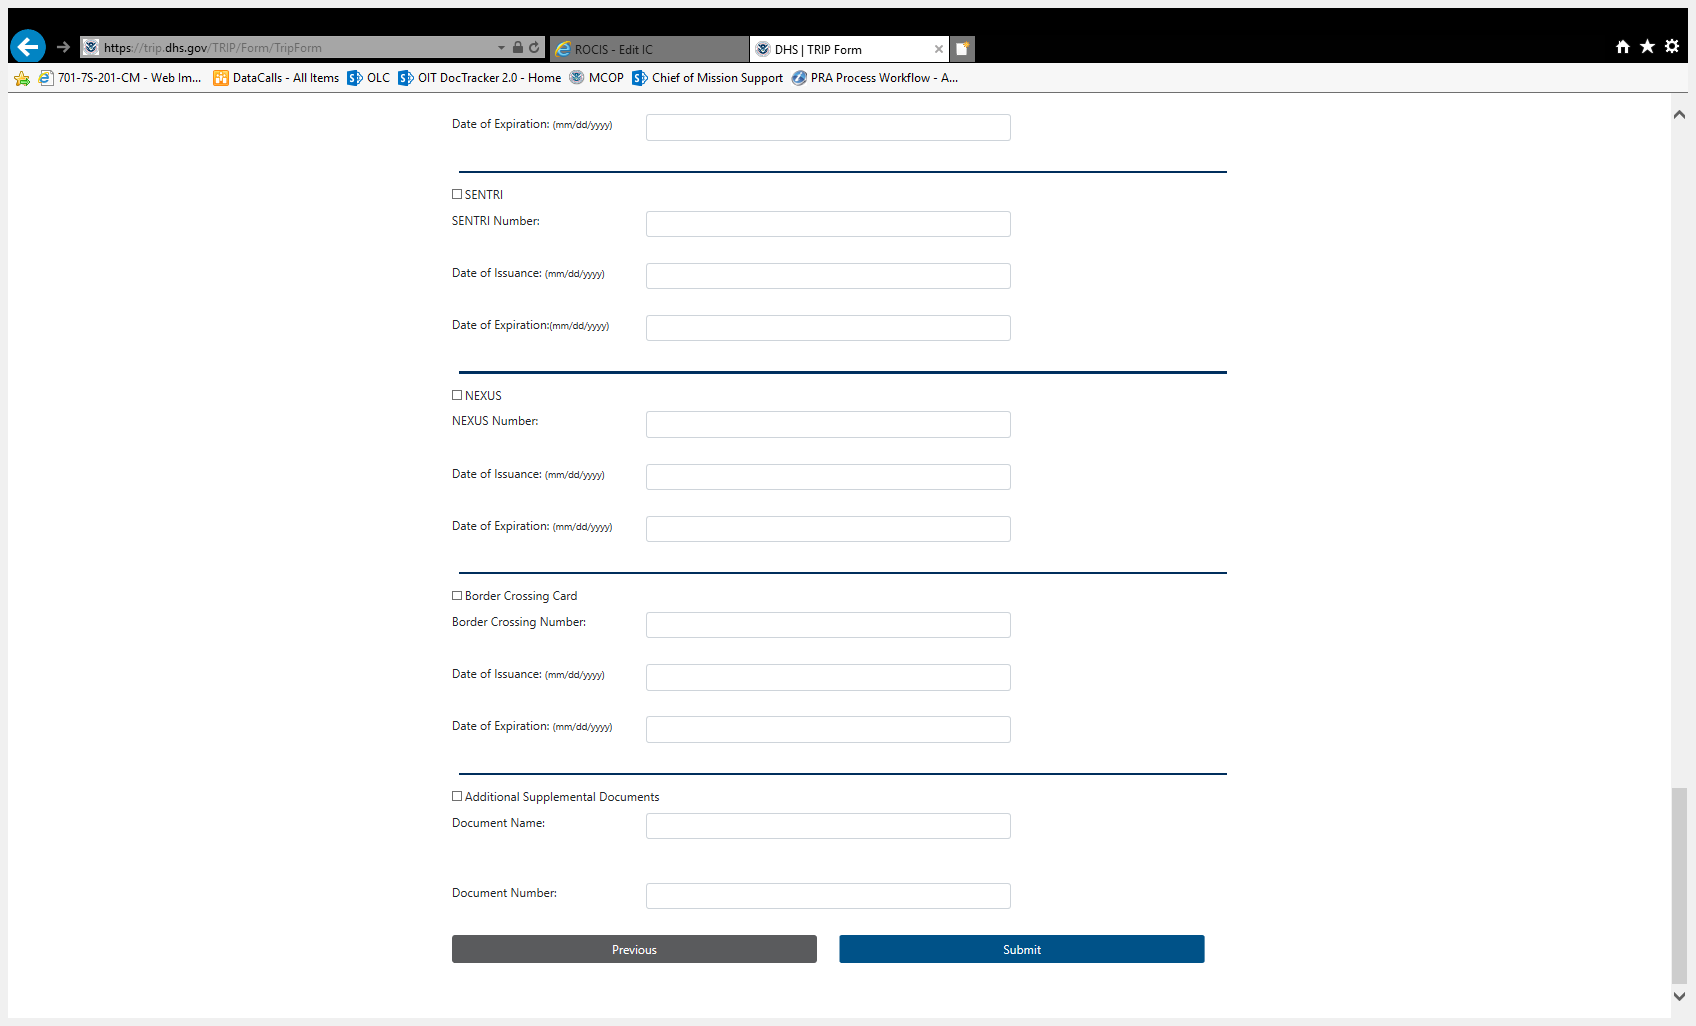 https://trip.dhs.gov/TRIP/Form/TripForm
ROCIS - Edit IC
DHS | TRIP Form
701-7S-201-CM - Web Im...
DataCalls - All Items
OLC
OIT DocTracker 2.0 - Home
MCOP
Chief of Mission Support
PRA Process Workflow - A...
Date of Expiration: (mm/dd/yyyy)
SENTRI
SENTRI Number:
Date of Issuance: (mm/dd/yyyy)
Date of Expiration:(mm/dd/yyyy)
NEXUS
NEXUS Number:
Date of Issuance: (mm/dd/yyyy)
Date of Expiration: (mm/dd/yyyy)
Border Crossing Card
Border Crossing Number:
Date of Issuance: (mm/dd/yyyy)
Date of Expiration: (mm/dd/yyyy)
Additional Supplemental Documents
Document Name:
Document Number:
Previous
Submit